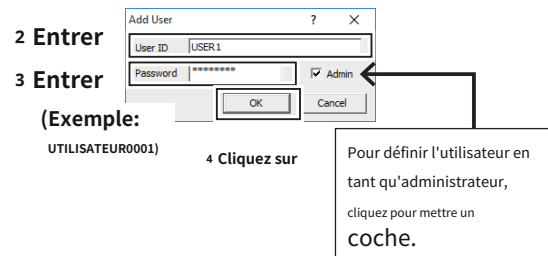 Add User ? ×
2 Entrer
User ID USER1
3 Entrer
Password ********
Admin
OK Cancel
(Exemple:
UTILISATEUR0001)
4 Cliquez sur
Pour définir l'utilisateur en
tant qu'administrateur,
cliquez pour mettre un
coche.